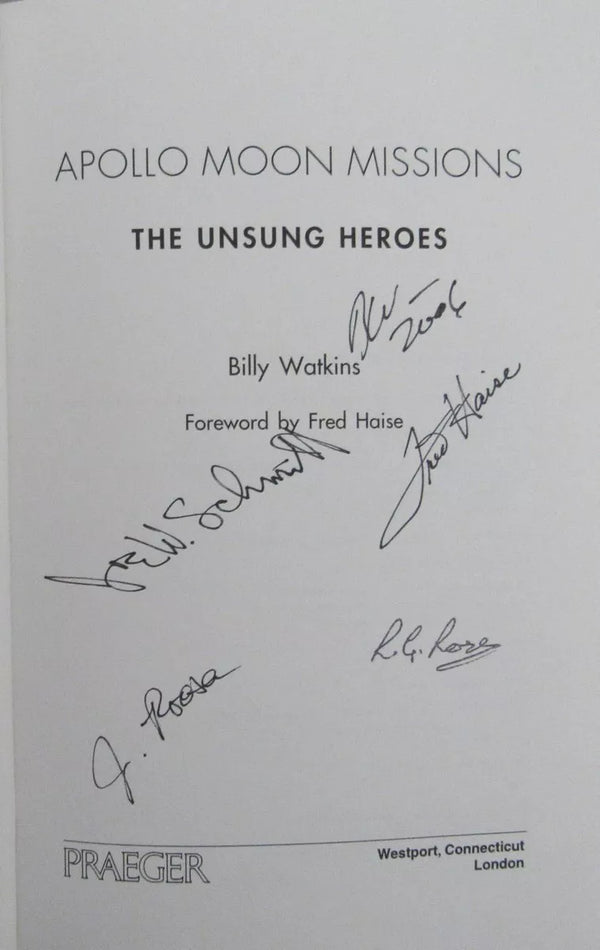 APOLLO MOON MISSIONS
THE UNSUNG HEROES
2006
Billy Watkins
Foreword by Fred Haise
Fred Haise
W. Schmitt
R.G. Rose
J. Roosa
PRAEGER
Westport, Connecticut
London